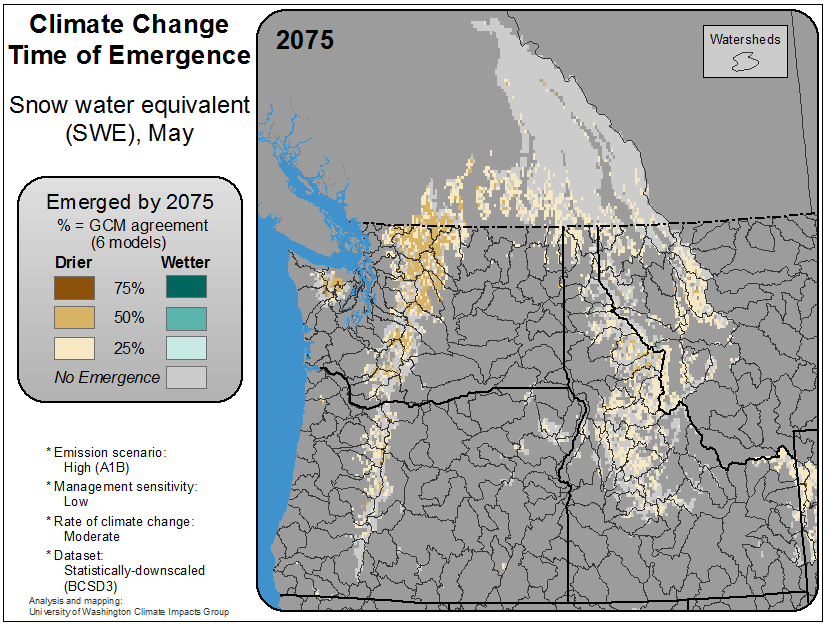 Climate Change
Time of Emergence
Snow water equivalent
(SWE), May
Emerged by 2075
% = GCM agreement
(6 models)
Drier Wetter
75%
50%
25%
No Emergence
* Emission scenario:
High (A1B)
* Management sensitivity:
Low
* Rate of climate change:
Moderate
* Dataset:
Statistically-downscaled
(BCSD3)
Analysis and mapping:
University of Washington Climate Impacts Group
2075
Watersheds